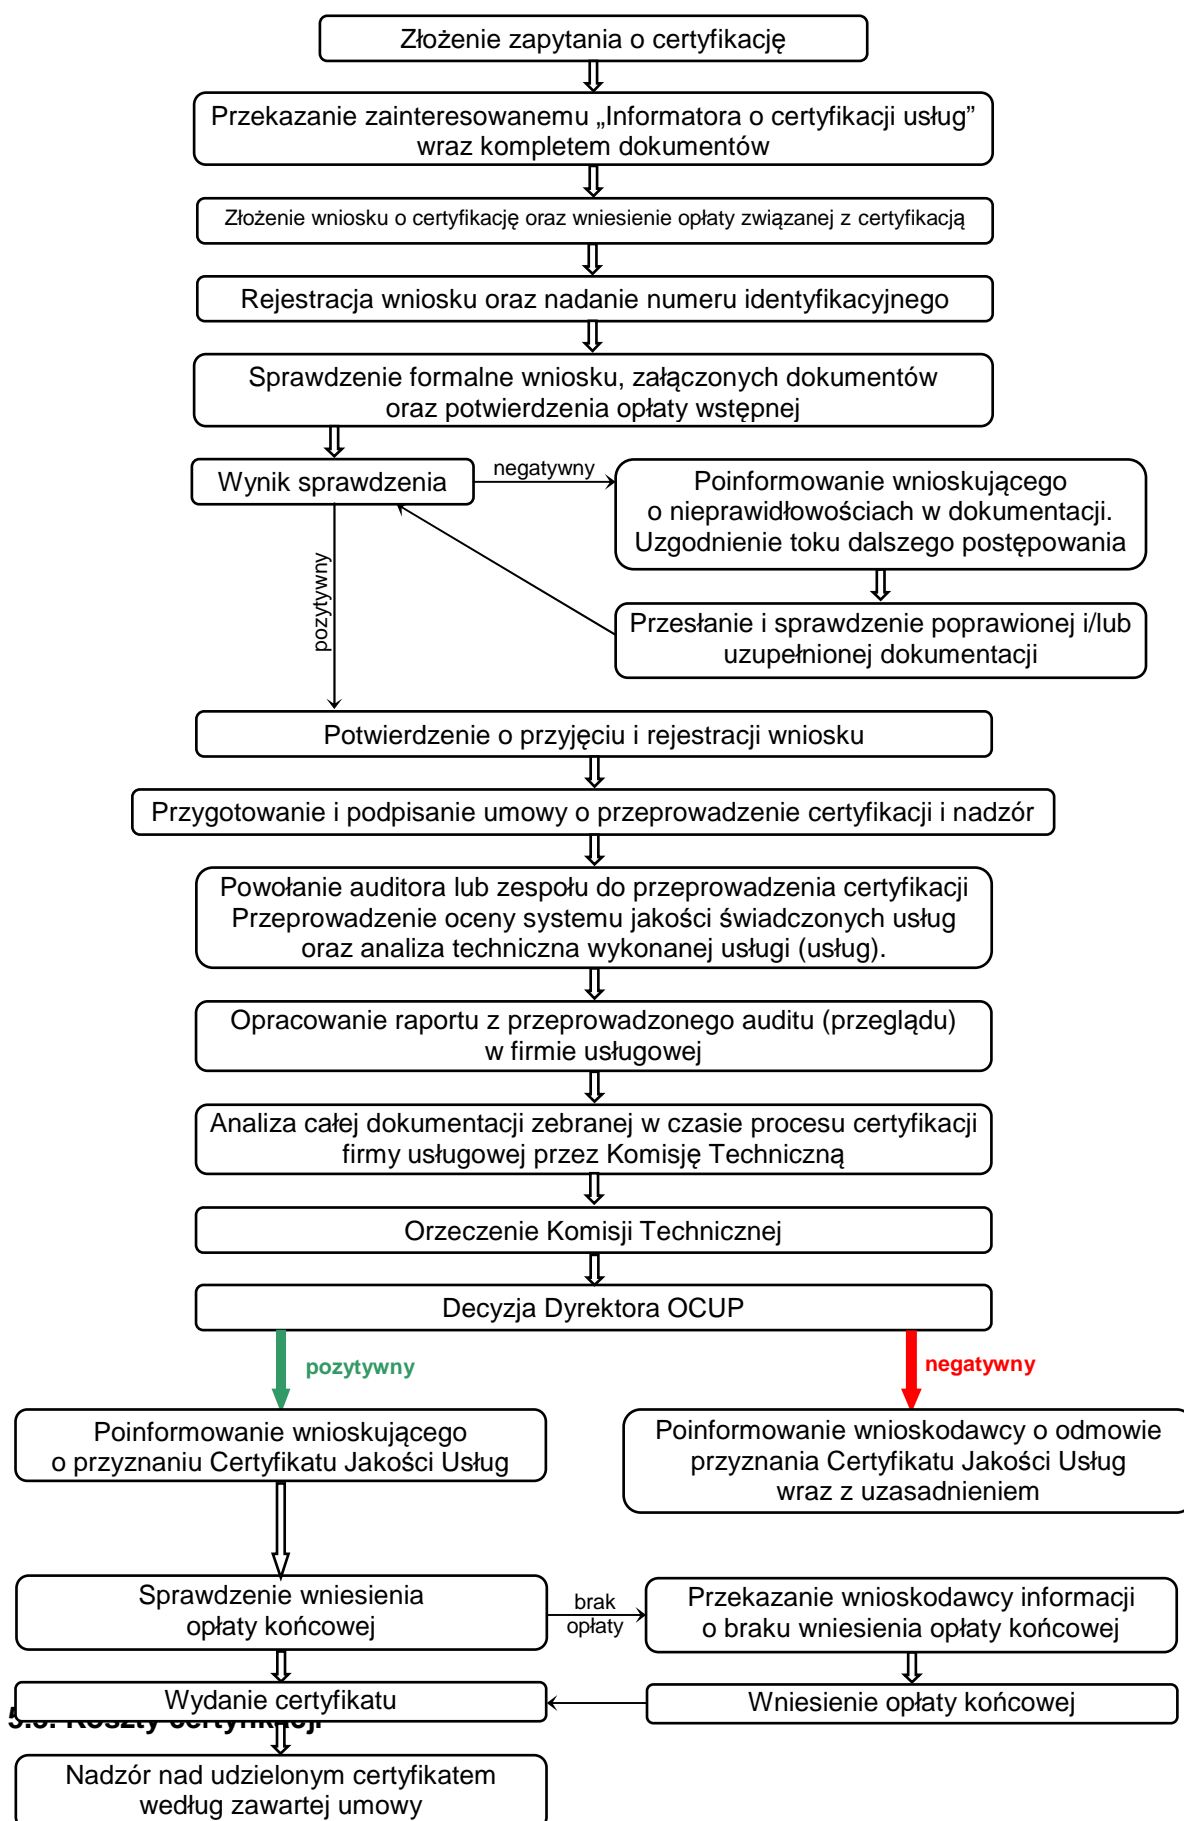 Złożenie zapytania o certyfikację
Przekazanie zainteresowanemu „Informatora o certyfikacji usług”
wraz kompletem dokumentów
Złożenie wniosku o certyfikację oraz wniesienie opłaty związanej z certyfikacją
Rejestracja wniosku oraz nadanie numeru identyfikacyjnego
Sprawdzenie formalne wniosku, załączonych dokumentów
oraz potwierdzenia opłaty wstępnej
Wynik sprawdzenia
negatywny
Poinformowanie wnioskującego
o nieprawidłowościach w dokumentacji.
Uzgodnienie toku dalszego postępowania
pozytywny
Przesłanie i sprawdzenie poprawionej i/lub
uzupełnionej dokumentacji
Potwierdzenie o przyjęciu i rejestracji wniosku
Przygotowanie i podpisanie umowy o przeprowadzenie certyfikacji i nadzór
Powołanie auditora lub zespołu do przeprowadzenia certyfikacji
Przeprowadzenie oceny systemu jakości świadczonych usług
oraz analiza techniczna wykonanej usługi (usług).
Opracowanie raportu z przeprowadzonego auditu (przeglądu)
w firmie usługowej
Analiza całej dokumentacji zebranej w czasie procesu certyfikacji
firmy usługowej przez Komisję Techniczną
Orzeczenie Komisji Technicznej
Decyzja Dyrektora OCUP
pozytywny
negatywny
Poinformowanie wnioskującego
o przyznaniu Certyfikatu Jakości Usług
Poinformowanie wnioskodawcy o odmowie
przyznania Certyfikatu Jakości Usług
wraz z uzasadnieniem
Sprawdzenie wniesienia
opłaty końcowej
brak
opłaty
Przekazanie wnioskodawcy informacji
o braku wniesienia opłaty końcowej
Wydanie certyfikatu
Wniesienie opłaty końcowej
Koszty certyfikacji
Nadzór nad udzielonym certyfikatem
według zawartej umowy